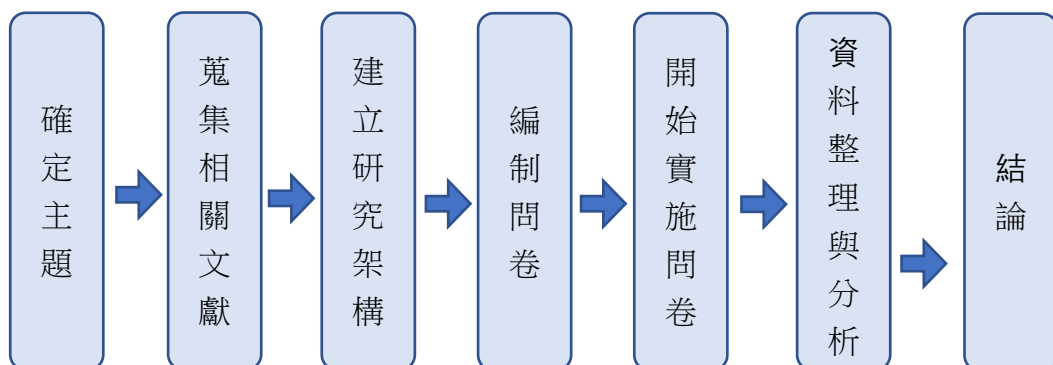 確定主題
蒐集相關文獻
建立研究架構
編制問卷
開始實施問卷
資料整理與分析
結論